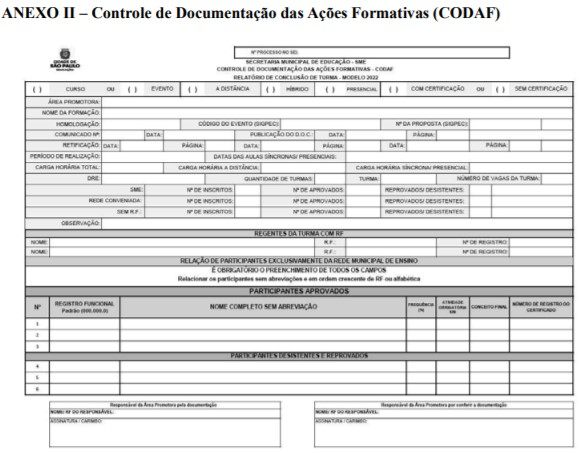 ANEXO II – Controle de Documentação das Ações Formativas (CODAF)
Nº PROCESSO NO SEI:
CIDADE DE
SÃO PAULO
EDUCAÇÃO
SECRETARIA MUNICIPAL DE EDUCAÇÃO - SME
CONTROLE DE DOCUMENTAÇÃO DAS AÇÕES FORMATIVAS - CODAF
RELATÓRIO DE CONCLUSÃO DE TURMA - MODELO 2022
( ) CURSO OU ( ) EVENTO ( ) A DISTÂNCIA ( ) HÍBRIDO ( ) PRESENCIAL ( ) COM CERTIFICAÇÃO OU ( ) SEM CERTIFICAÇÃO
ÁREA PROMOTORA:
NOME DA FORMAÇÃO:
HOMOLOGAÇÃO: CÓDIGO DO EVENTO (SIGPEC): Nº DA PROPOSTA (SIGPEC):
COMUNICADO Nº: DATA: PUBLICAÇÃO DO D.O.C.: DATA: PÁGINA:
RETIFICAÇÃO: DATA: PÁGINA: DATA: PÁGINA: DATA: PÁGINA:
PERÍODO DE REALIZAÇÃO: DATAS DAS AULAS SÍNCRONAS/ PRESENCIAIS:
CARGA HORÁRIA TOTAL: CARGA HORÁRIA A DISTÂNCIA: CARGA HORÁRIA SÍNCRONA/ PRESENCIAL:
DRE: QUANTIDADE DE TURMAS: TURMA: NÚMERO DE VAGAS DA TURMA:
SME: Nº DE INSCRITOS: Nº DE APROVADOS: REPROVADOS/ DESISTENTES:
REDE CONVENIADA: Nº DE INSCRITOS: Nº DE APROVADOS: REPROVADOS/ DESISTENTES:
SEM R.F.: Nº DE INSCRITOS: Nº DE APROVADOS: REPROVADOS/ DESISTENTES:
OBSERVAÇÃO:
REGENTES DA TURMA COM RF
NOME: R.F.: Nº DE REGISTRO:
NOME: R.F.: Nº DE REGISTRO:
RELAÇÃO DE PARTICIPANTES EXCLUSIVAMENTE DA REDE MUNICIPAL DE ENSINO
É OBRIGATÓRIO O PREENCHIMENTO DE TODOS OS CAMPOS
Relacionar os participantes sem abreviações e em ordem crescente de RF ou alfabética
PARTICIPANTES APROVADOS
Nº REGISTRO FUNCIONAL Padrão (000.000.0) NOME COMPLETO SEM ABREVIAÇÃO FREQUÊNCIA (%) ATIVIDADE OBRIGATÓRIA S/N CONCEITO FINAL NÚMERO DE REGISTRO DO CERTIFICADO
1
2
3
PARTICIPANTES DESISTENTES E REPROVADOS
4
5
6
Responsável da Área Promotora pela documentação Responsável da Área Promotora por conferir a documentação
NOME/ RF DO RESPONSÁVEL: NOME/ RF DO RESPONSÁVEL:
ASSINATURA / CARIMBO: ASSINATURA / CARIMBO: